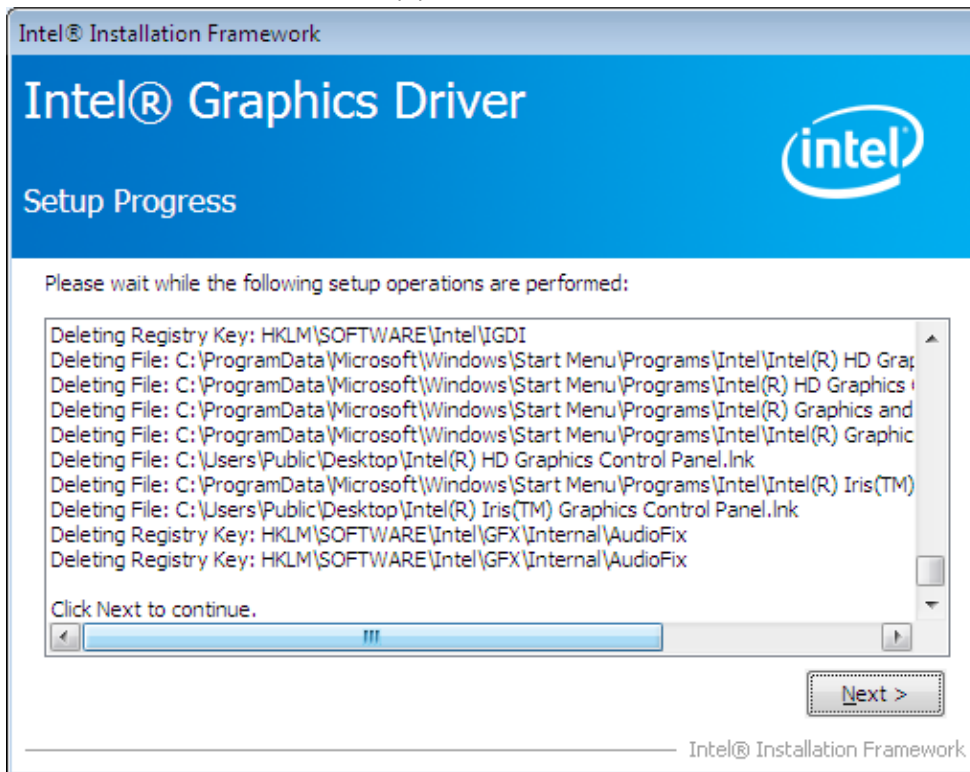 Intel® Installation Framework
Intel® Graphics Driver
intel
Setup Progress
Please wait while the following setup operations are performed:
Deleting Registry Key: HKLM\SOFTWARE\Intel\IGDI
Deleting File: C:\ProgramData\Microsoft\Windows\Start Menu\Programs\Intel\Intel(R) HD Grap
Deleting File: C:\ProgramData\Microsoft\Windows\Start Menu\Programs\Intel(R) HD Graphics
Deleting File: C:\ProgramData\Microsoft\Windows\Start Menu\Programs\Intel(R) Graphics and
Deleting File: C:\ProgramData\Microsoft\Windows\Start Menu\Programs\Intel\Intel(R) Graphic
Deleting File: C:\Users\Public\Desktop\Intel(R) HD Graphics Control Panel.lnk
Deleting File: C:\ProgramData\Microsoft\Windows\Start Menu\Programs\Intel\Intel(R) Iris(TM)
Deleting File: C:\Users\Public\Desktop\Intel(R) Iris(TM) Graphics Control Panel.lnk
Deleting Registry Key: HKLM\SOFTWARE\Intel\GFX\Internal\AudioFix
Deleting Registry Key: HKLM\SOFTWARE\Intel\GFX\Internal\AudioFix
Click Next to continue.
Next >
Intel® Installation Framework